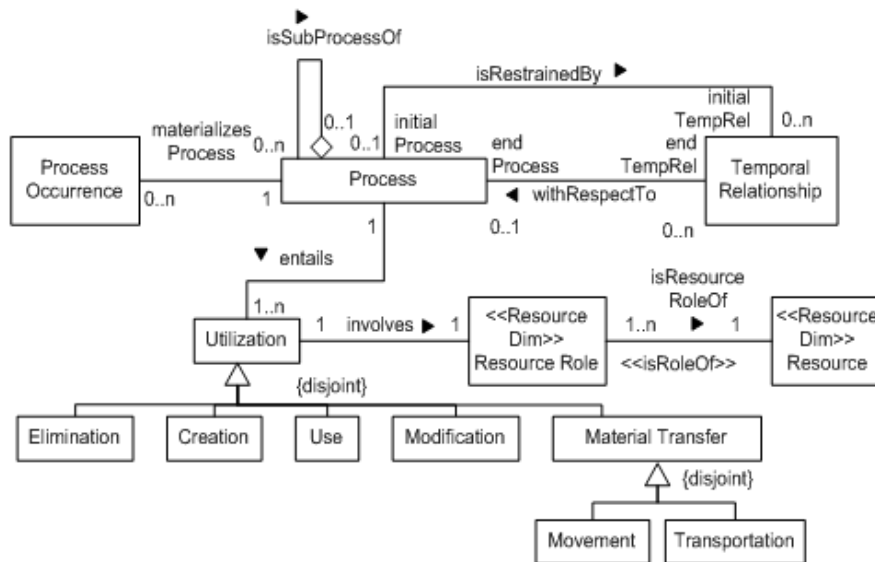 isSubProcessOf
isRestrainedBy
materializes
Process
0..n
0..1
0..1
initial
Process
end
Process
initial
TempRel
end
TempRel
0..n
Process
Occurrence
Process
Temporal
Relationship
0..n
1
withRespectTo
0..1
0..n
1
entails
1..n
isResource
RoleOf
Utilization
1
involves
1
<<Resource
Dim>>
Resource Role
1..n
1
<<isRoleOf>>
<<Resource
Dim>>
Resource
{disjoint}
Elimination
Creation
Use
Modification
Material Transfer
{disjoint}
Movement
Transportation